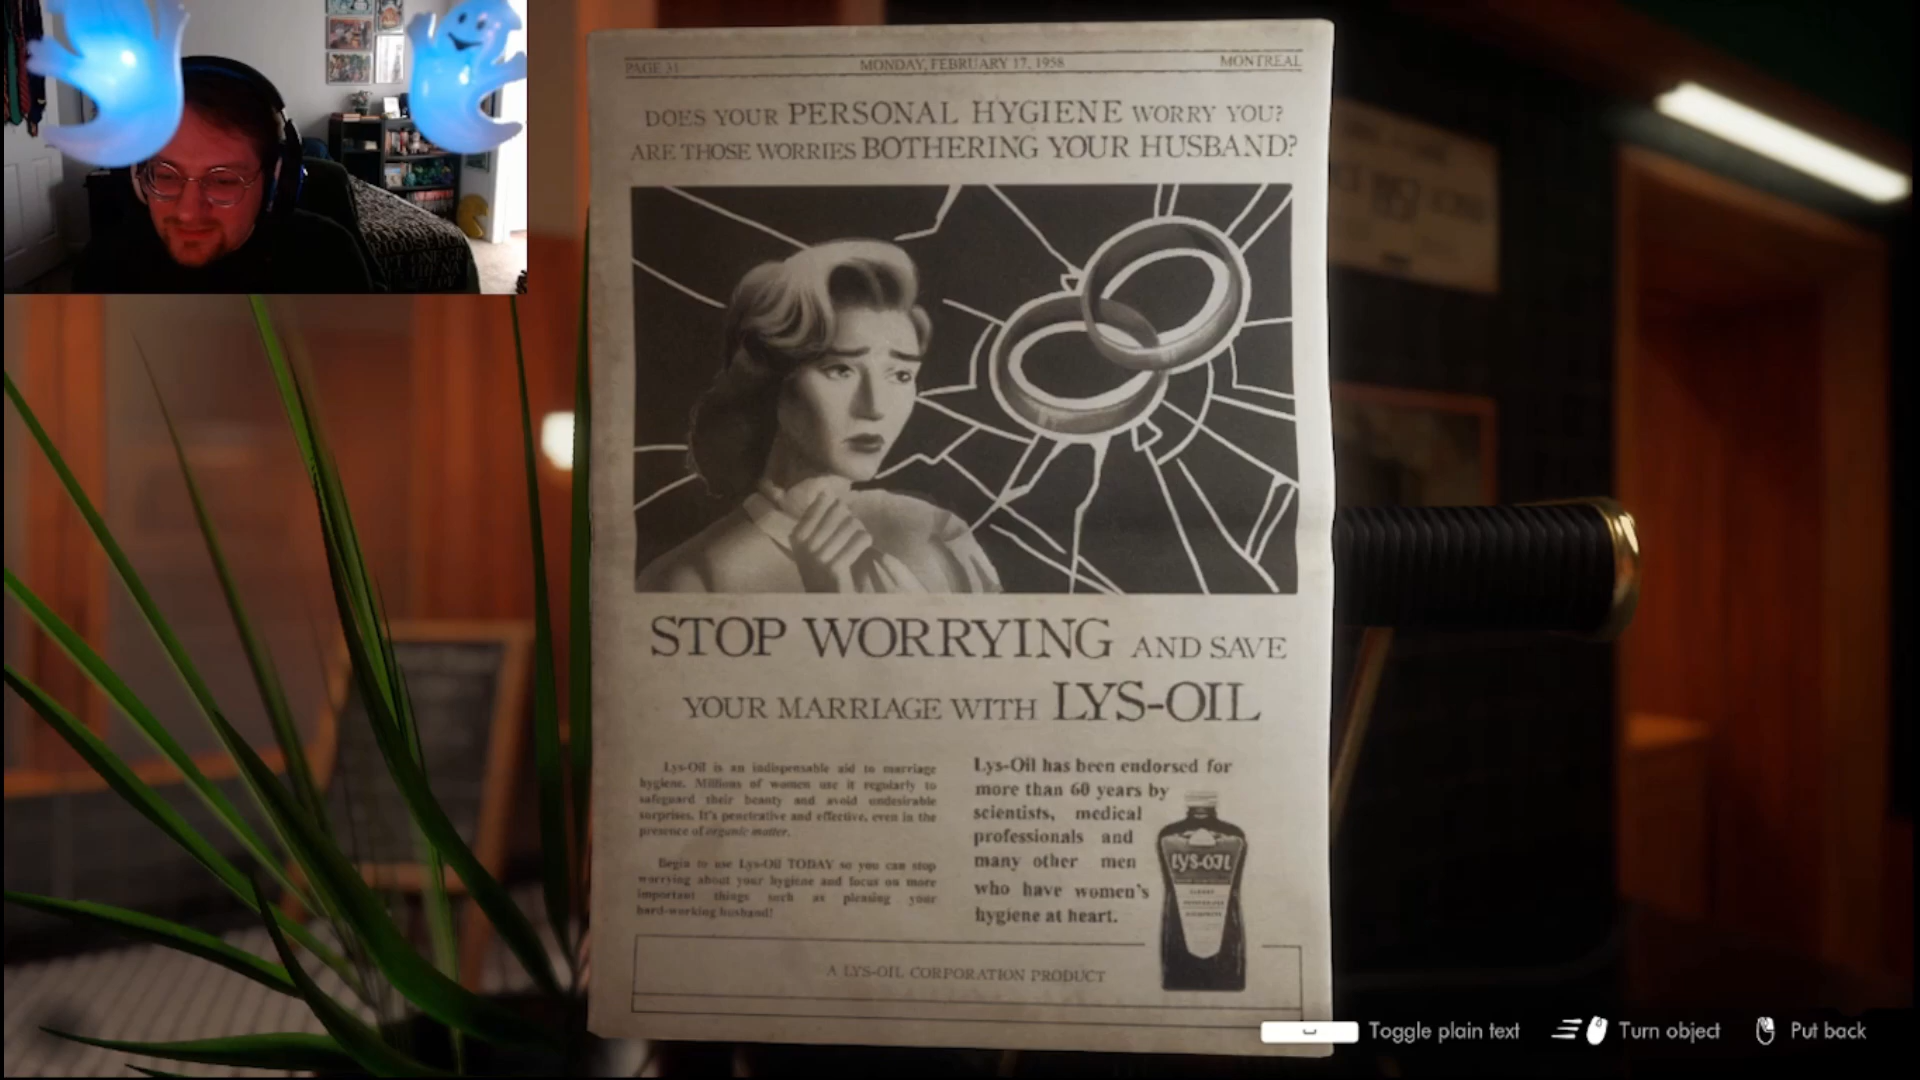 PAGE 31 MONDAY, FEBRUARY 17, 1958 MONTREAL
DOES YOUR PERSONAL HYGIENE WORRY YOU?
ARE THOSE WORRIES BOTHERING YOUR HUSBAND?
STOP WORRYING AND SAVE
YOUR MARRIAGE WITH LYS-OIL
Lys-Oil is an indispensable aid to marriage
hygiene. Millions of women use it regularly to
safeguard their beauty and avoid undesirable
surprises. It's penetrative and effective, even in the
presence of organic matter.
Begin to use Lys-Oil TODAY so you can stop
worrying about your hygiene and focus on more
important things such as pleasing your
hard-working husband!
Lys-Oil has been endorsed for
more than 60 years by
scientists, medical
professionals and
many other men
who have women's
hygiene at heart.
LYS-OIL
A LYS-OIL CORPORATION PRODUCT
Toggle plain text
Turn object
Put back